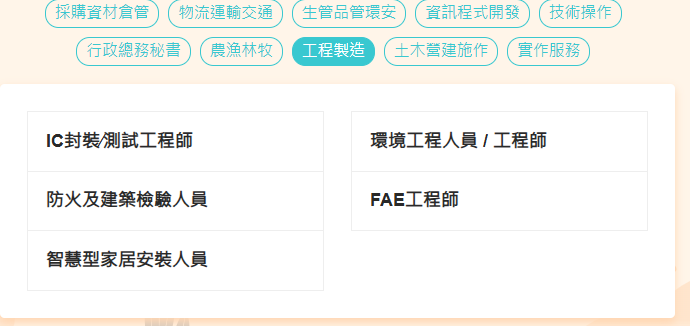 採購資材倉管 物流運輸交通 生管品管環安 資訊程式開發 技術操作
行政總務秘書 農漁林牧 工程製造 土木營建施作 實作服務
IC封裝/測試工程師 環境工程人員 / 工程師
防火及建築檢驗人員 FAE工程師
智慧型家居安裝人員